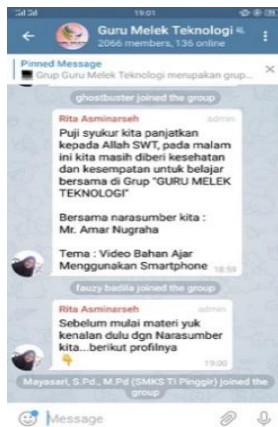 19:01
Guru Melek Teknologi
2066 members, 136 online
Pinned Message
Grup Guru Melek Teknologi merupakan grup...
ghostbuster joined the group
Rita Asminarseh admin
Puji syukur kita panjatkan
kepada Allah SWT, pada malam
ini kita masih diberi kesehatan
dan kesempatan untuk belajar
bersama di Grup "GURU MELEK
TEKNOLOGI"
Bersama narasumber kita :
Mr. Amar Nugraha
Tema : Video Bahan Ajar
Menggunakan Smartphone 18:59
fauzy badila joined the group
Rita Asminarseh admin
Sebelum mulai materi yuk
kenalan dulu dgn Narasumber
kita...berikut profilnya
👇 19:00
Mayasari, S.Pd., M.Pd (SMKS TI Pinggir) joined the
group
Message